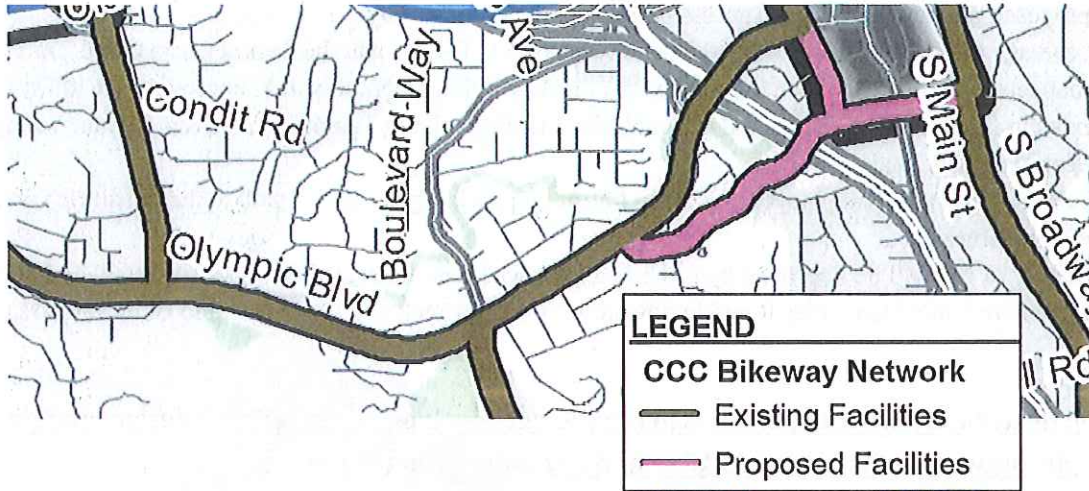 Condit Rd
Boulevard Way
Ave
Olympic Blvd
S Main St
S Broadwa
Rd
LEGEND
CCC Bikeway Network
Existing Facilities
Proposed Facilities